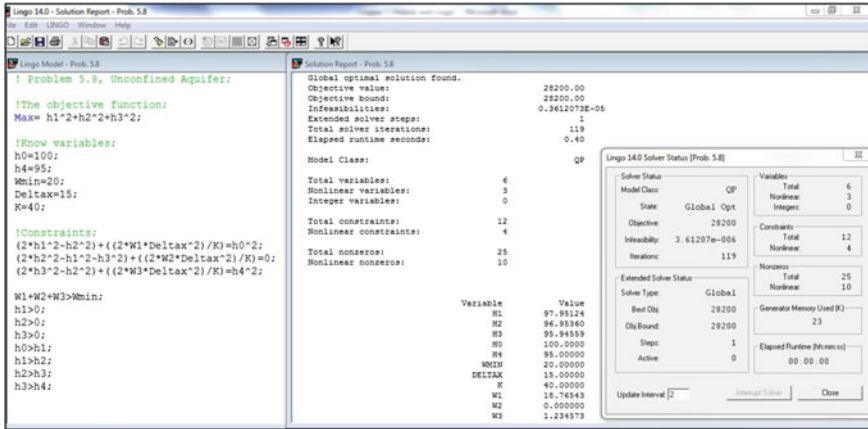 Lingo 14.0 - Solution Report - Prob. 5.8
File Edit LINGO Window Help
Lingo Model - Prob. 5.8
! Problem 5.8, Unconfined Aquifer;
!The objective function;
Max= h1^2+h2^2+h3^2;
!Know variables;
h0=100;
h4=95;
Wmin=20;
Deltax=15;
K=40;
!Constraints;
(2*h1^2-h2^2)+((2*W1*Deltax^2)/K)=h0^2;
(2*h2^2-h1^2-h3^2)+((2*W2*Deltax^2)/K)=0;
(2*h3^2-h2^2)+((2*W3*Deltax^2)/K)=h4^2;
W1+W2+W3>Wmin;
h1>0;
h2>0;
h3>0;
h0>h1;
h1>h2;
h2>h3;
h3>h4;
Solution Report - Prob. 5.8
Global optimal solution found.
Objective value: 28200.00
Objective bound: 28200.00
Infeasibilities: 0.3612073E-05
Extended solver steps: 1
Total solver iterations: 119
Elapsed runtime seconds: 0.40
Model Class: QP
Total variables: 6
Nonlinear variables: 3
Integer variables: 0
Total constraints: 12
Nonlinear constraints: 4
Total nonzeros: 25
Nonlinear nonzeros: 10
Variable Value
H1 97.95124
H2 96.95360
H3 95.94559
H0 100.0000
H4 95.00000
WMIN 20.00000
DELTAX 15.00000
K 40.00000
W1 18.76543
W2 0.000000
W3 1.234573
Lingo 14.0 Solver Status [Prob. 5.8]
Solver Status
Model Class: QP
State: Global Opt
Objective: 28200
Infeasibility: 3.61207e-006
Iterations: 119
Extended Solver Status
Solver Type: Global
Best Obj: 28200
Obj Bound: 28200
Steps: 1
Active: 0
Variables
Total: 6
Nonlinear: 3
Integers: 0
Constraints
Total: 12
Nonlinear: 4
Nonzeros
Total: 25
Nonlinear: 10
Generator Memory Used (K)
23
Elapsed Runtime (hh:mm:ss)
00:00:00
Update Interval: 2
Interrupt Solver
Close